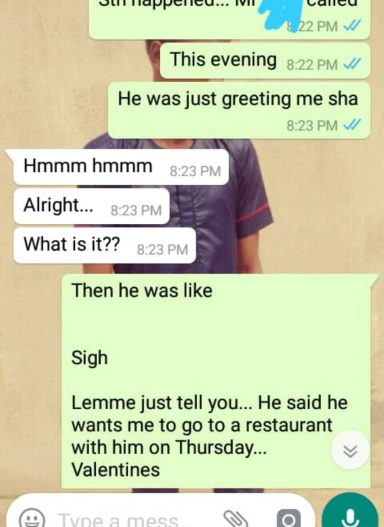 Sth happened... Mr called
8:22 PM
This evening 8:22 PM
He was just greeting me sha
8:23 PM
Hmmm hmmm 8:23 PM
Alright... 8:23 PM
What is it?? 8:23 PM
Then he was like
Sigh
Lemme just tell you... He said he
wants me to go to a restaurant
with him on Thursday...
Valentines
Type a mess...